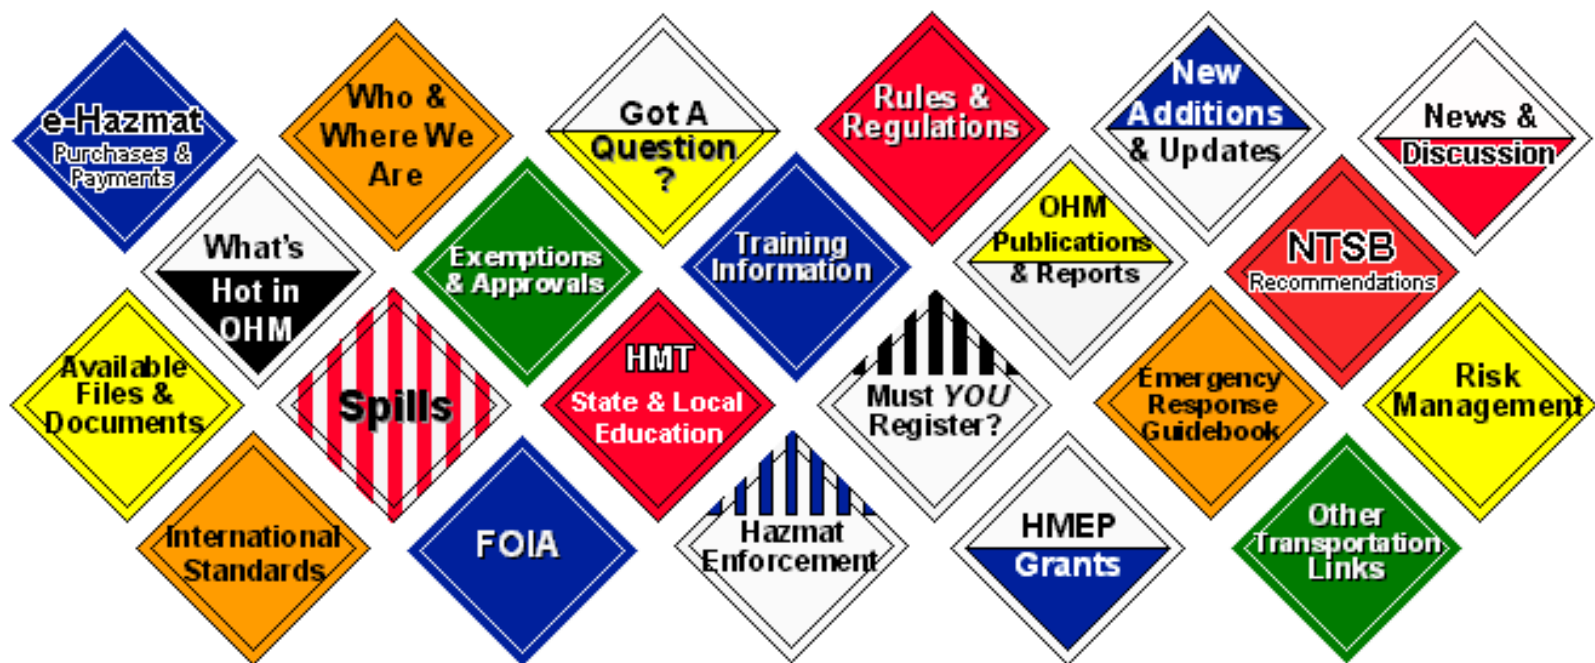 e-Hazmat
Purchases &
Payments
Who &
Where We
Are
Got A
Question
?
Rules &
Regulations
New
Additions
& Updates
News &
Discussion
What's
Hot in
OHM
Exemptions
& Approvals
Training
Information
OHM
Publications
& Reports
NTSB
Recommendations
Available
Files &
Documents
Spills
HMT
State & Local
Education
Must YOU
Register?
Emergency
Response
Guidebook
Risk
Management
International
Standards
FOIA
Hazmat
Enforcement
HMEP
Grants
Other
Transportation
Links